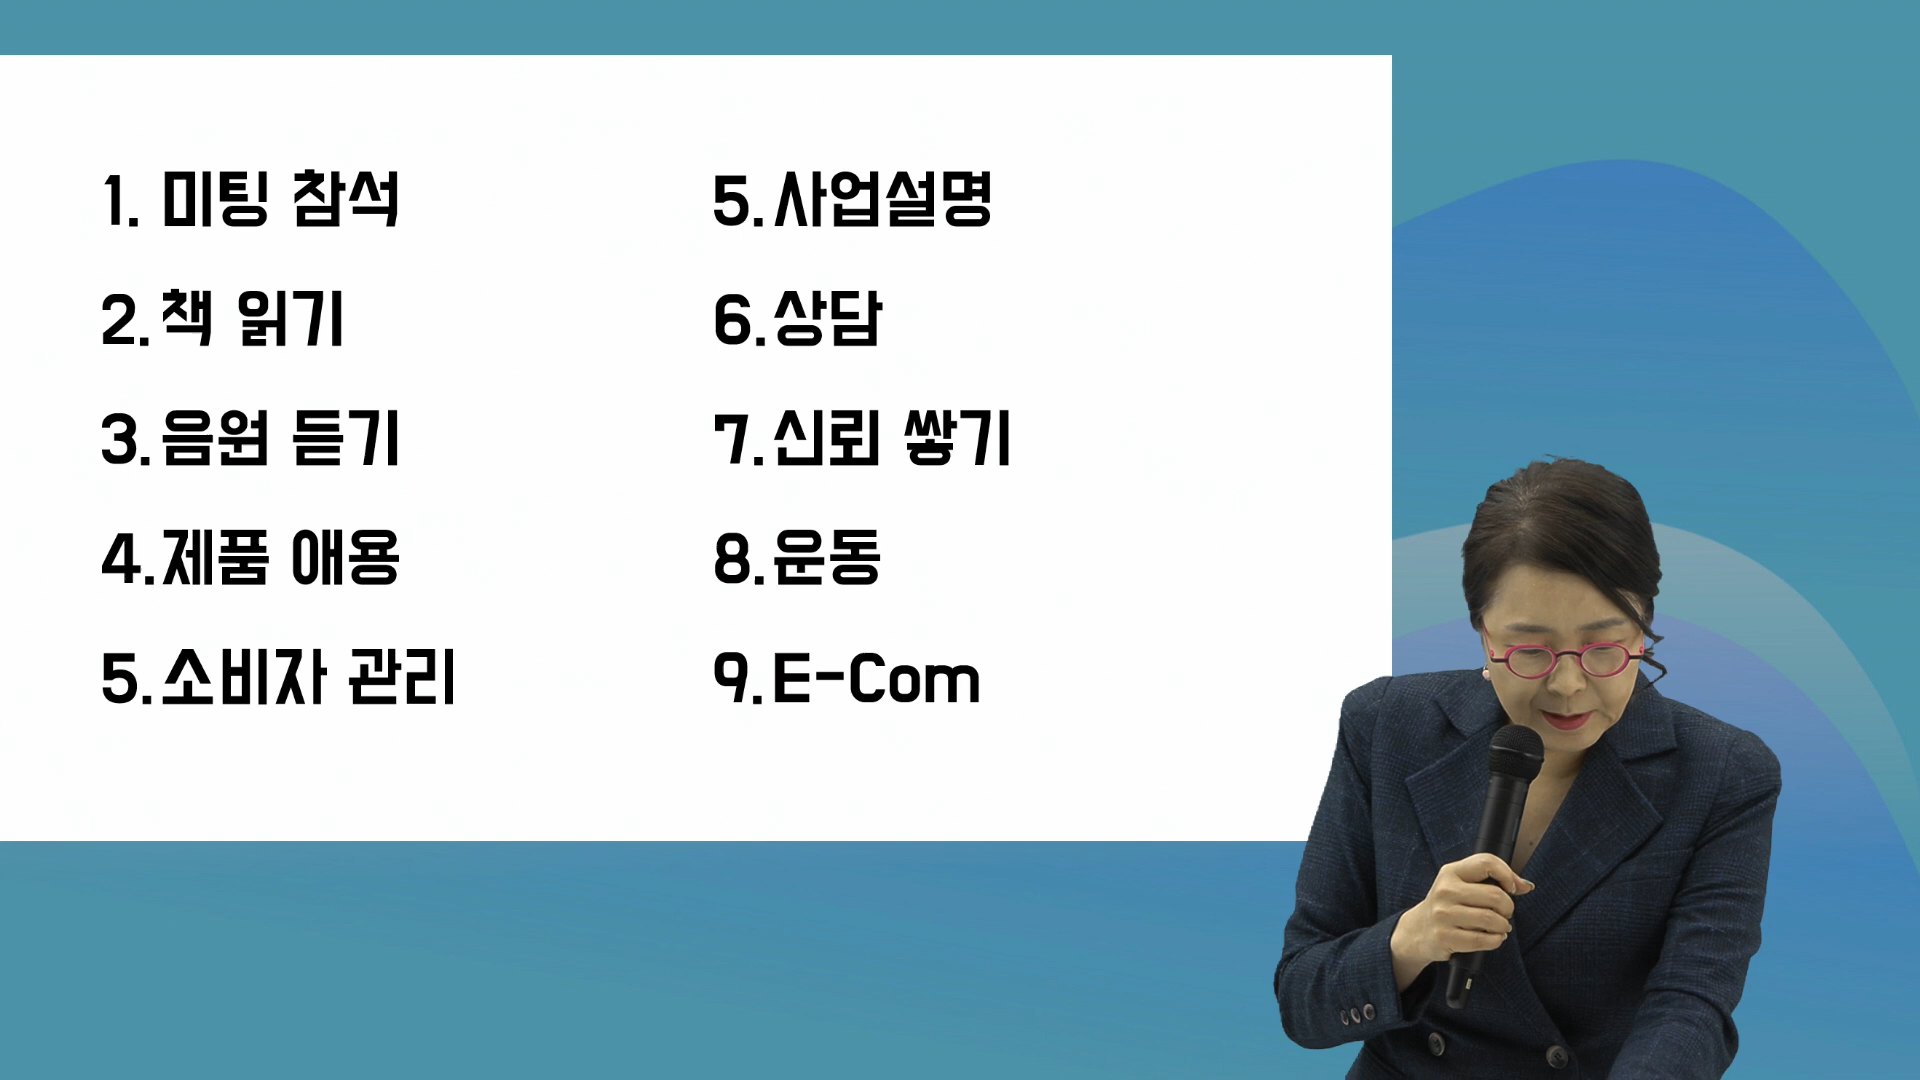 1. 미팅 참석
2. 책 읽기
3. 음원 듣기
4. 제품 애용
5. 소비자 관리
5. 사업설명
6. 상담
7. 신뢰 쌓기
8. 운동
9. E-Com